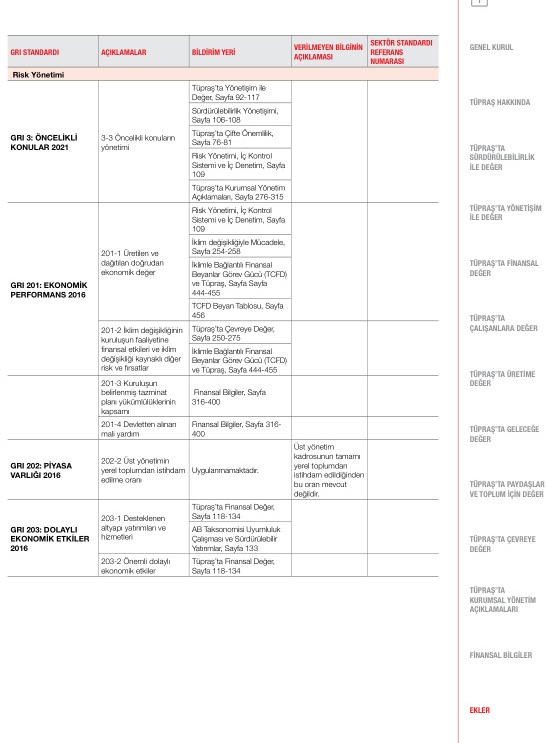 GRI STANDARDI
AÇIKLAMALAR
BİLDİRİM YERİ
VERİLMEYEN BİLGİNİN
AÇIKLAMASI
SEKTÖR STANDARDI
REFERANS
NUMARASI
Risk Yönetimi
GRI 3: ÖNCELİKLİ
KONULAR 2021
3-3 Öncelikli konuların
yönetimi
Tüpraş'ta Yönetişim ile
Değer, Sayfa 92-117
Sürdürülebilirlik Yönetişimi,
Sayfa 106-108
Tüpraş'ta Çifte Önemlilik,
Sayfa 76-81
Risk Yönetimi, İç Kontrol
Sistemi ve İç Denetim, Sayfa
109
Tüpraş'ta Kurumsal Yönetim
Açıklamaları, Sayfa 276-315
GRI 201: EKONOMİK
PERFORMANS 2016
201-1 Üretilen ve
dağıtılan doğrudan
ekonomik değer
Risk Yönetimi, İç Kontrol
Sistemi ve İç Denetim, Sayfa
109
İklim değişikliğiyle Mücadele,
Sayfa 254-258
İklimle Bağlantılı Finansal
Beyanlar Görev Gücü (TCFD)
ve Tüpraş, Sayfa Sayfa
444-455
TCFD Beyan Tablosu, Sayfa
456
201-2 İklim değişikliğinin
kuruluşun faaliyetine
finansal etkileri ve iklim
değişikliği kaynaklı diğer
risk ve fırsatlar
Tüpraş'ta Çevreye Değer,
Sayfa 250-275
İklimle Bağlantılı Finansal
Beyanlar Görev Gücü (TCFD)
ve Tüpraş, Sayfa 444-455
201-3 Kuruluşun
belirlenmiş tazminat
planı yükümlülüklerinin
kapsamı
Finansal Bilgiler, Sayfa
316-400
201-4 Devletten alınan
mali yardım
Finansal Bilgiler, Sayfa 316-
400
GRI 202: PİYASA
VARLIĞI 2016
202-2 Üst yönetimin
yerel toplumdan istihdam
edilme oranı
Uygulanmamaktadır.
Üst yönetim
kadrosunun tamamı
yerel toplumdan
istihdam edildiğinden
bu oran mevcut
değildir.
GRI 203: DOLAYLI
EKONOMİK ETKİLER
2016
203-1 Desteklenen
altyapı yatırımları ve
hizmetleri
Tüpraş'ta Finansal Değer,
Sayfa 118-134
AB Taksonomisi Uyumluluk
Çalışması ve Sürdürülebilir
Yatırımlar, Sayfa 133
203-2 Önemli dolaylı
ekonomik etkiler
Tüpraş'ta Finansal Değer,
Sayfa 118-134
GENEL KURUL
TÜPRAŞ HAKKINDA
TÜPRAŞ'TA
SÜRDÜRÜLEBİLİRLİK
İLE DEĞER
TÜPRAŞ'TA YÖNETİŞİM
İLE DEĞER
TÜPRAŞ'TA FİNANSAL
DEĞER
TÜPRAŞ'TA
ÇALIŞANLARA DEĞER
TÜPRAŞ'TA ÜRETİME
DEĞER
TÜPRAŞ'TA GELECEĞE
DEĞER
TÜPRAŞ'TA PAYDAŞLAR
VE TOPLUM İÇİN DEĞER
TÜPRAŞ'TA ÇEVREYE
DEĞER
TÜPRAŞ'TA
KURUMSAL YÖNETİM
AÇIKLAMALARI
FİNANSAL BİLGİLER
EKLER